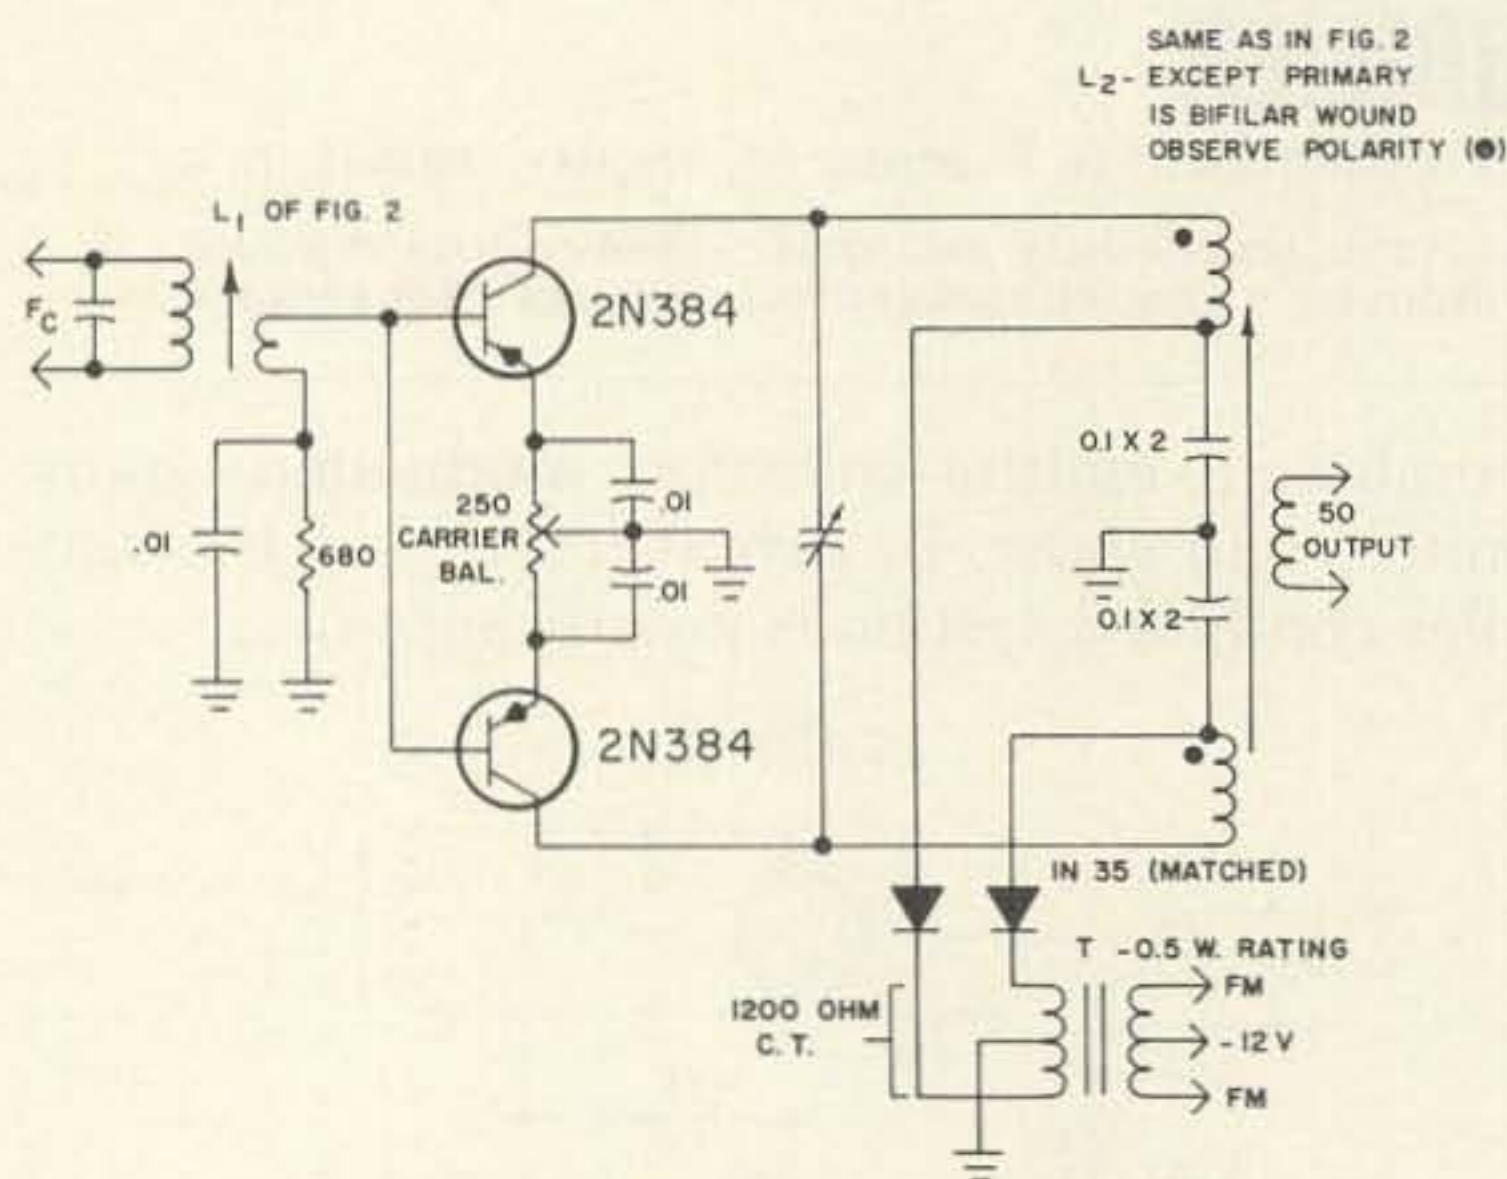 SAME AS IN FIG. 2
L2- EXCEPT PRIMARY
IS BIFILAR WOUND
OBSERVE POLARITY (●)
L1 OF FIG. 2
FC
2N384
0.1 X 2
250
CARRIER
BAL.
.01
.01
.01
680
50
OUTPUT
0.1 X 2
2N384
IN 35 (MATCHED)
T -0.5 W. RATING
FM
1200 OHM
C.T.
-12V
FM